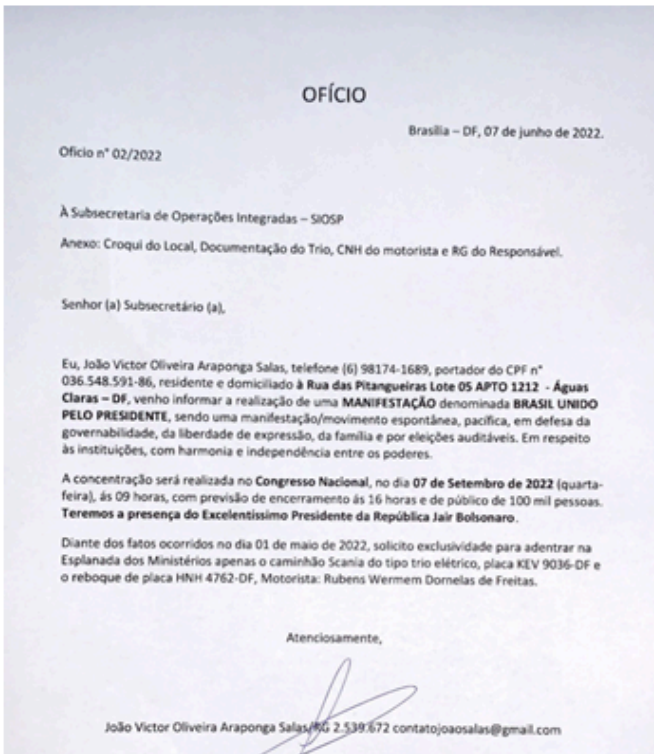 OFÍCIO
Brasília – DF, 07 de junho de 2022.
Oficio n° 02/2022
À Subsecretaria de Operações Integradas – SIOSP
Anexo: Croqui do Local, Documentação do Trio, CNH do motorista e RG do Responsável.
Senhor (a) Subsecretário (a),
Eu, João Victor Oliveira Araponga Salas, telefone (6) 98174-1689, portador do CPF n°
036.548.591-86, residente e domiciliado à Rua das Pitangueiras Lote 05 APTO 1212 - Águas
Claras – DF, venho informar a realização de uma MANIFESTAÇÃO denominada BRASIL UNIDO
PELO PRESIDENTE, sendo uma manifestação/movimento espontânea, pacífica, em defesa da
governabilidade, da liberdade de expressão, da família e por eleições auditáveis. Em respeito
às instituições, com harmonia e independência entre os poderes.
A concentração será realizada no Congresso Nacional, no dia 07 de Setembro de 2022 (quarta-
feira), ás 09 horas, com previsão de encerramento ás 16 horas e de público de 100 mil pessoas.
Teremos a presença do Excelentíssimo Presidente da República Jair Bolsonaro.
Diante dos fatos ocorridos no dia 01 de maio de 2022, solicito exclusividade para adentrar na
Esplanada dos Ministérios apenas o caminhão Scania do tipo trio elétrico, placa KEV 9036-DF e
o reboque de placa HNH 4762-DF, Motorista: Rubens Wermem Dornelas de Freitas.
Atenciosamente,
João Victor Oliveira Araponga Salas/RG 2.539.672 contatojoaosalas@gmail.com